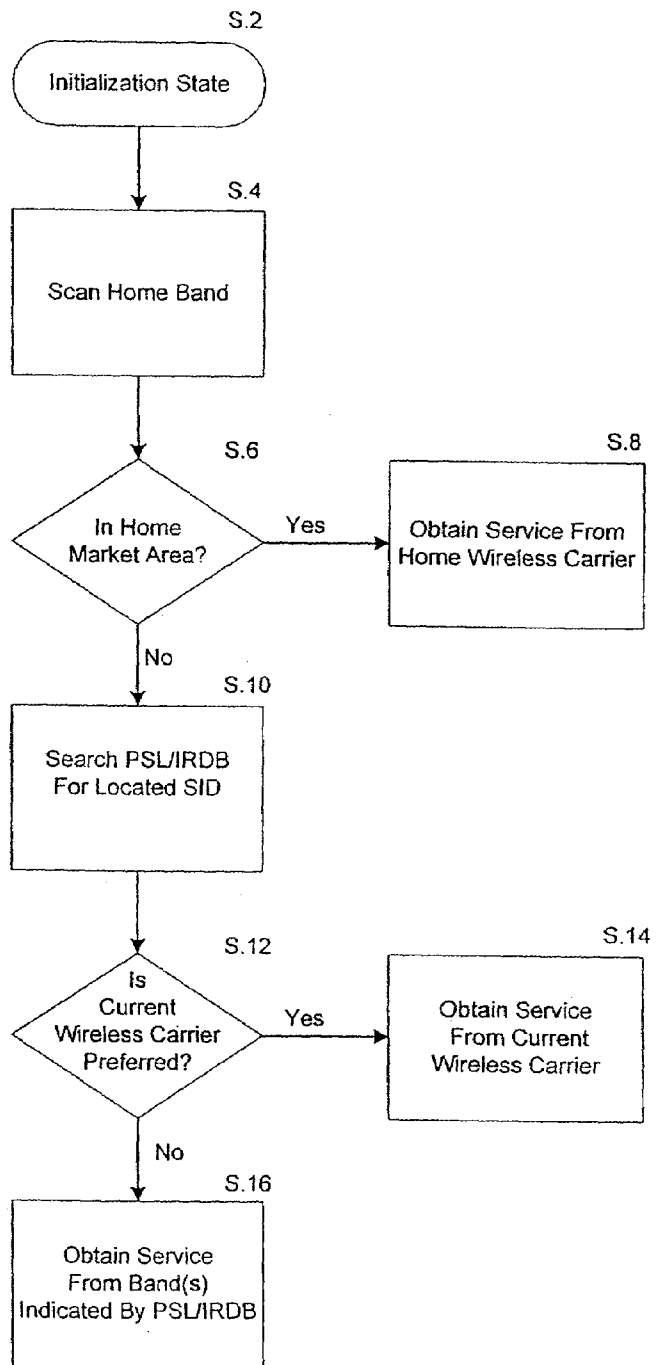 S.2
Initialization State
S.4
Scan Home Band
S.6
In Home
Market Area?
Yes
S.8
Obtain Service From
Home Wireless Carrier
No
S.10
Search PSL/IRDB
For Located SID
S.12
Is
Current
Wireless Carrier
Preferred?
Yes
S.14
Obtain Service
From Current
Wireless Carrier
No
S.16
Obtain Service
From Band(s)
Indicated By PSL/IRDB